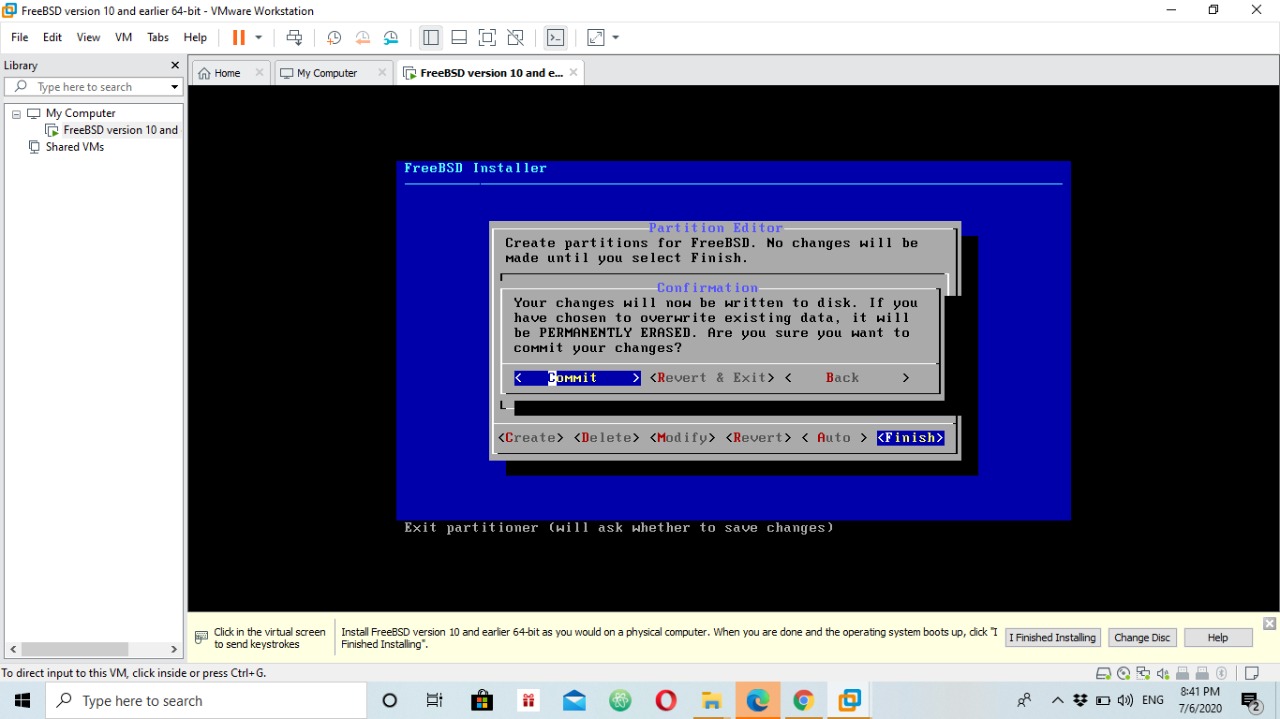 FreeBSD version 10 and earlier 64-bit - VMware Workstation
File Edit View VM Tabs Help
Library
Type here to search
My Computer
FreeBSD version 10 and
Shared VMs
Home
My Computer
FreeBSD version 10 and e...
FreeBSD Installer
Partition Editor
Create partitions for FreeBSD. No changes will be
made until you select Finish.
Confirmation
Your changes will now be written to disk. If you
have chosen to overwrite existing data, it will
be PERMANENTLY ERASED. Are you sure you want to
commit your changes?
< Commit > <Revert & Exit> < Back >
<Create> <Delete> <Modify> <Revert> < Auto > <Finish>
Exit partitioner (will ask whether to save changes)
Click in the virtual screen
to send keystrokes
Install FreeBSD version 10 and earlier 64-bit as you would on a physical computer. When you are done and the operating system boots up, click "I
Finished Installing".
I Finished Installing
Change Disc
Help
To direct input to this VM, click inside or press Ctrl+G.
Type here to search
ENG
8:41 PM
7/6/2020
2